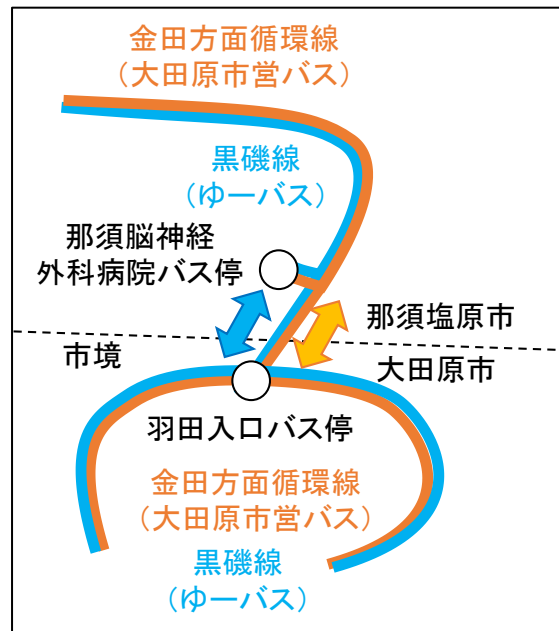 金田方面循環線
（大田原市営バス）
黒磯線
（ゆーバス）
那須脳神経
外科病院バス停
那須塩原市
市境
大田原市
羽田入口バス停
金田方面循環線
（大田原市営バス）
黒磯線
（ゆーバス）